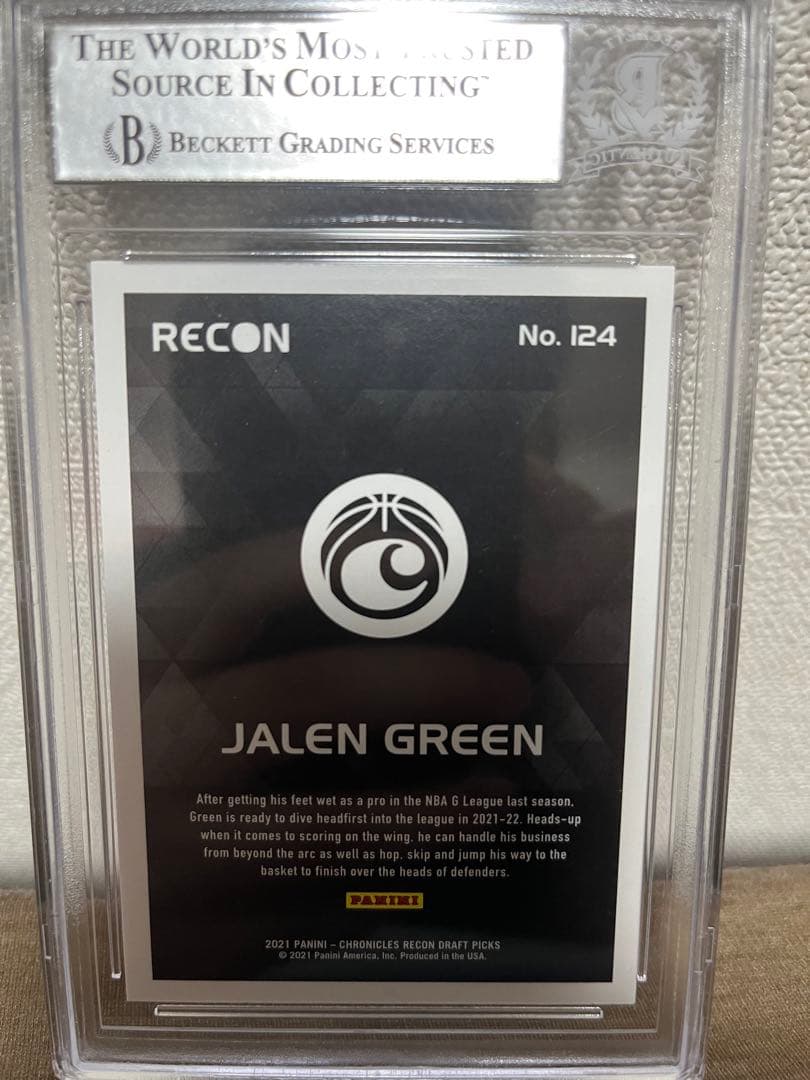 THE WORLD'S MOST TRUSTED
SOURCE IN COLLECTING™
B BECKETT GRADING SERVICES
RECON
No. 124
JALEN GREEN
After getting his feet wet as a pro in the NBA G League last season,
Green is ready to dive headfirst into the league in 2021-22. Heads-up
when it comes to scoring on the wing, he can handle his business
from beyond the arc as well as hop, skip and jump his way to the
basket to finish over the heads of defenders.
PANINI
2021 PANINI – CHRONICLES RECON DRAFT PICKS
© 2021 Panini America, Inc. Produced in the USA.